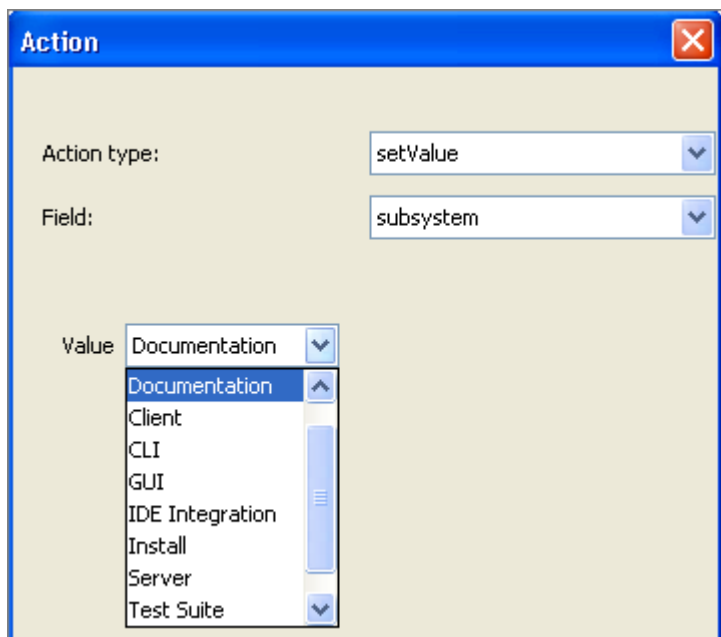 Action
Action type: setValue
Field: subsystem
Value Documentation
Documentation
Client
CLI
GUI
IDE Integration
Install
Server
Test Suite